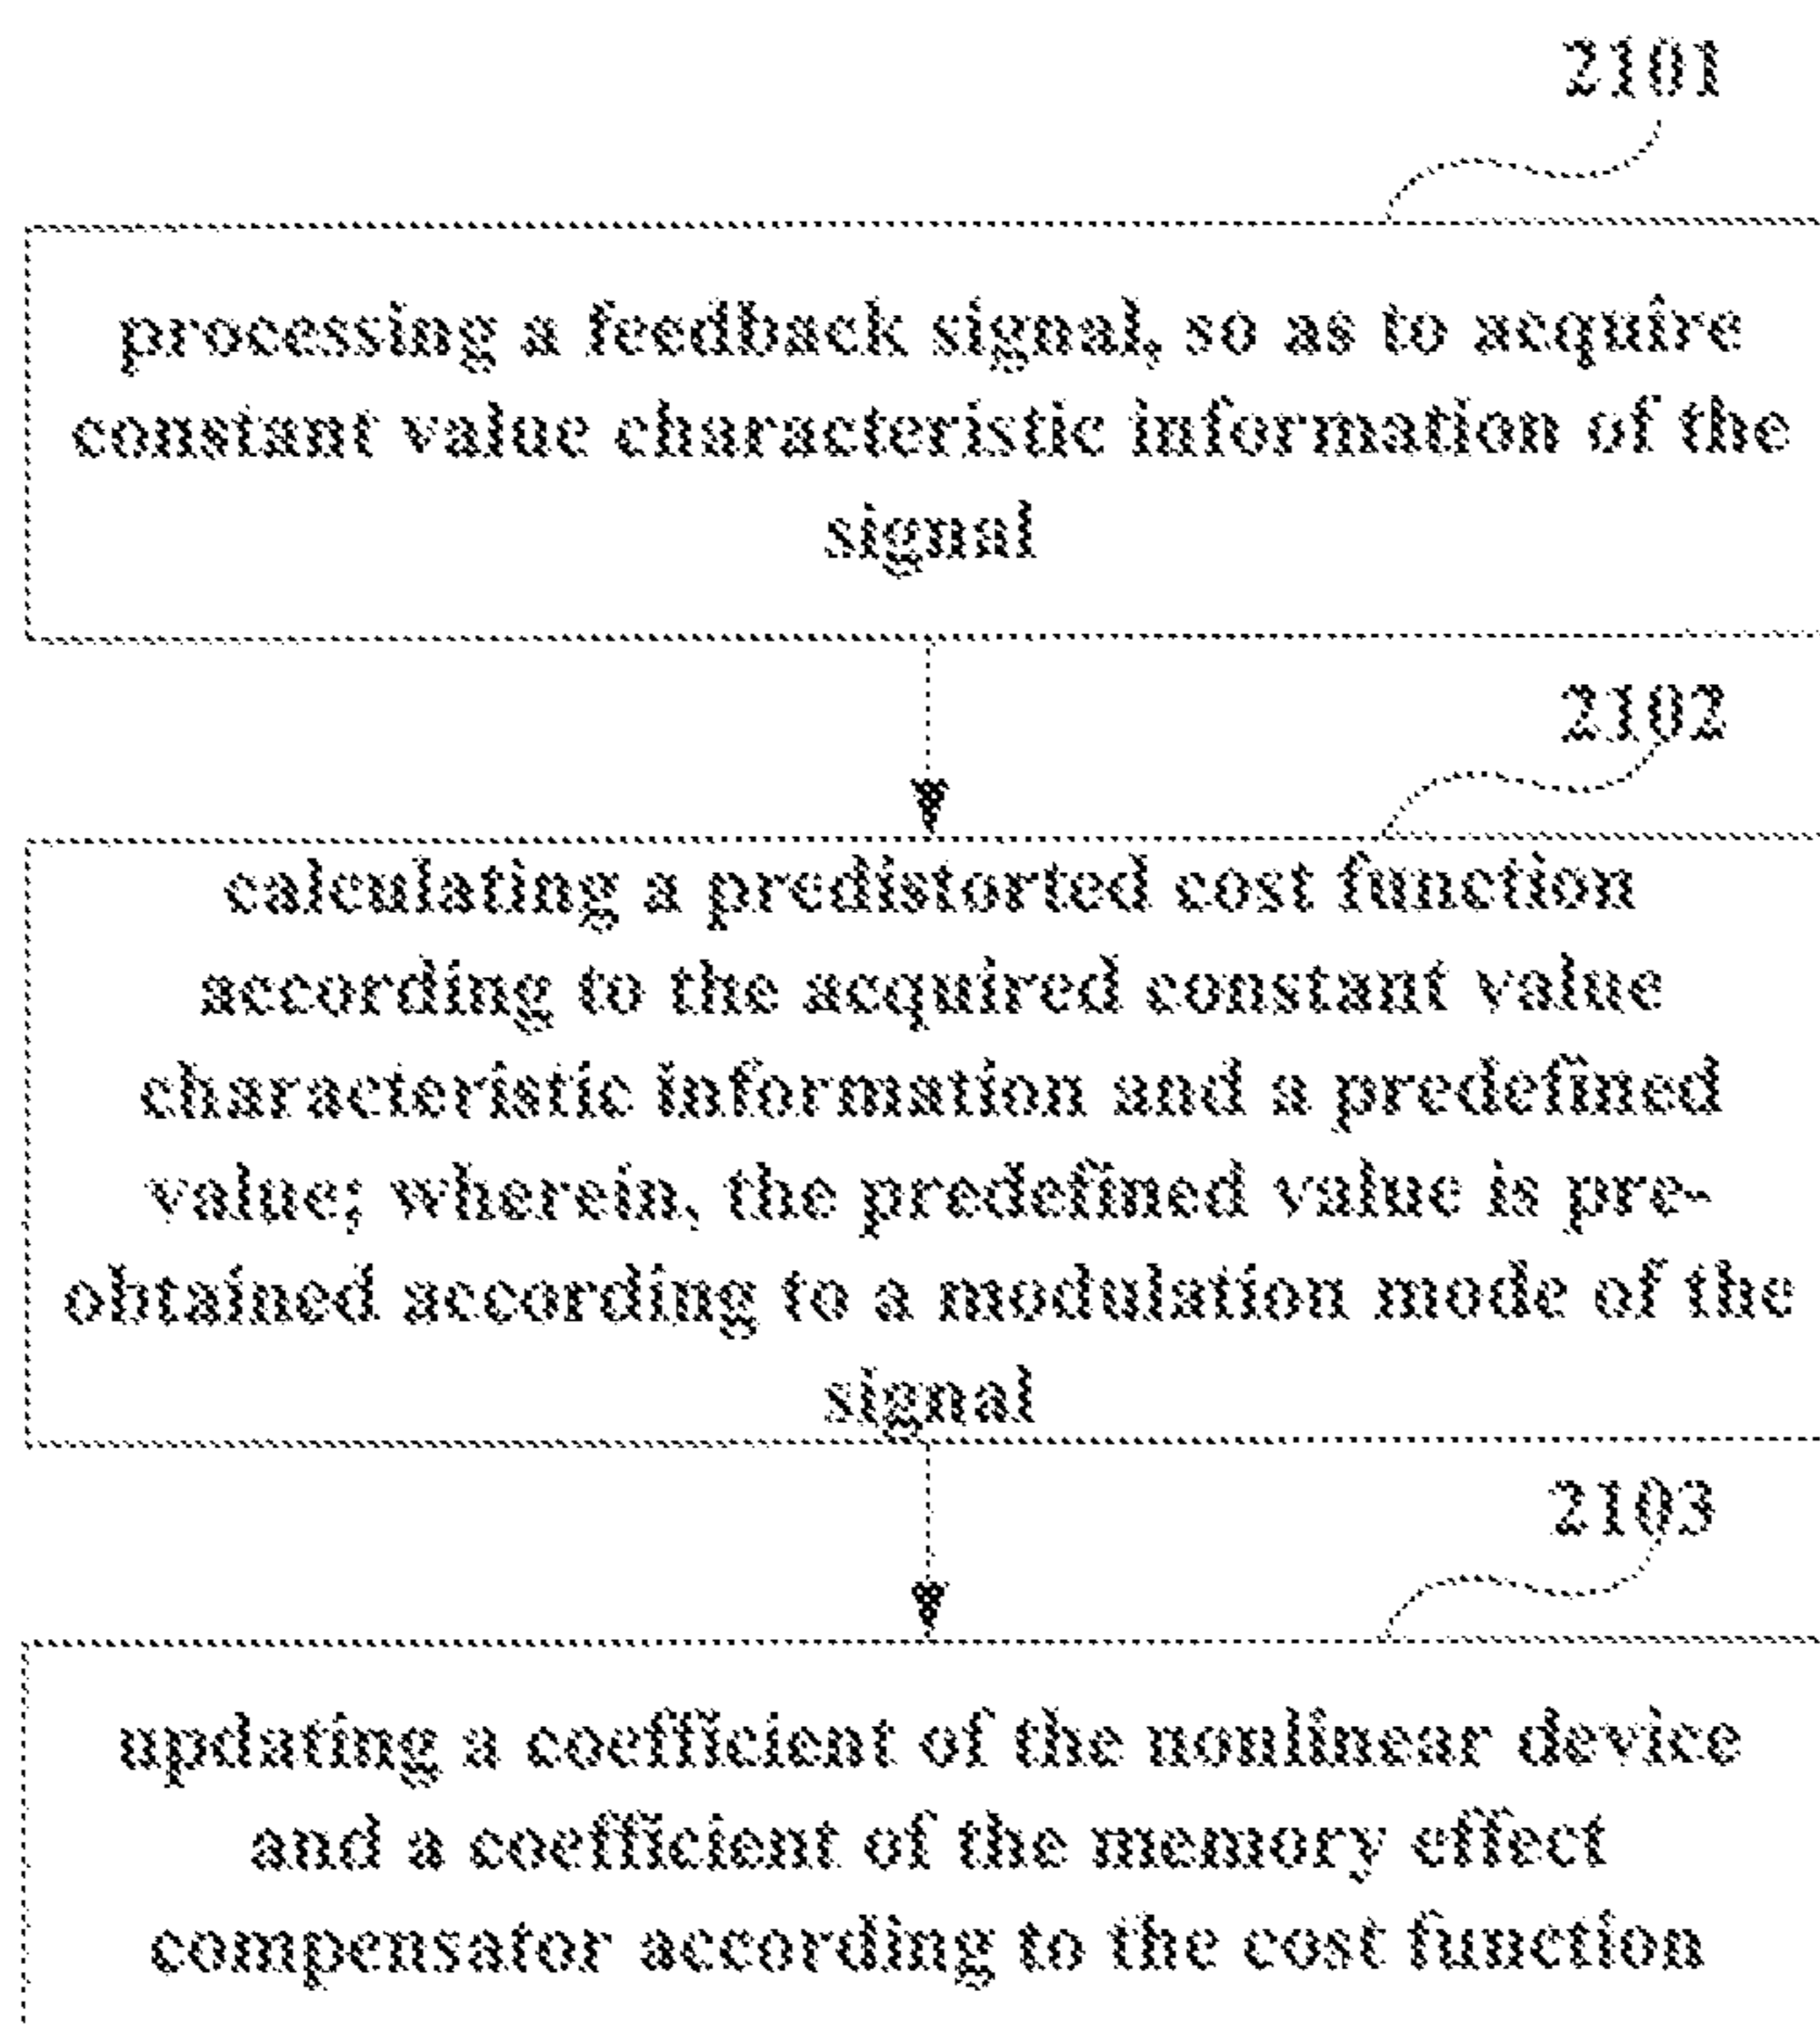 2101
processing a feedback signal, so as to acquire
constant value characteristic information of the
signal
2102
calculating a predistorted cost function
according to the acquired constant value
characteristic information and a predefined
value; wherein, the predefined value is pre-
obtained according to a modulation mode of the
signal
2103
updating a coefficient of the nonlinear device
and a coefficient of the memory effect
compensator according to the cost function